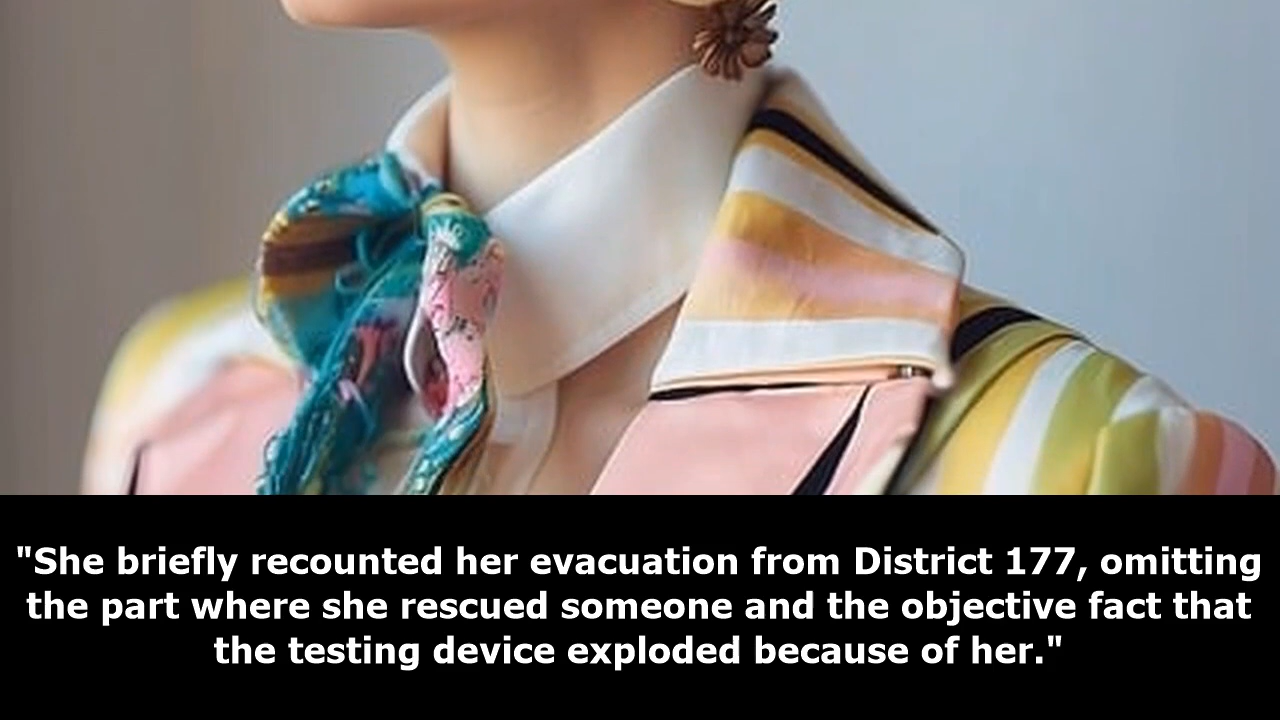 "She briefly recounted her evacuation from District 177, omitting
the part where she rescued someone and the objective fact that
the testing device exploded because of her."